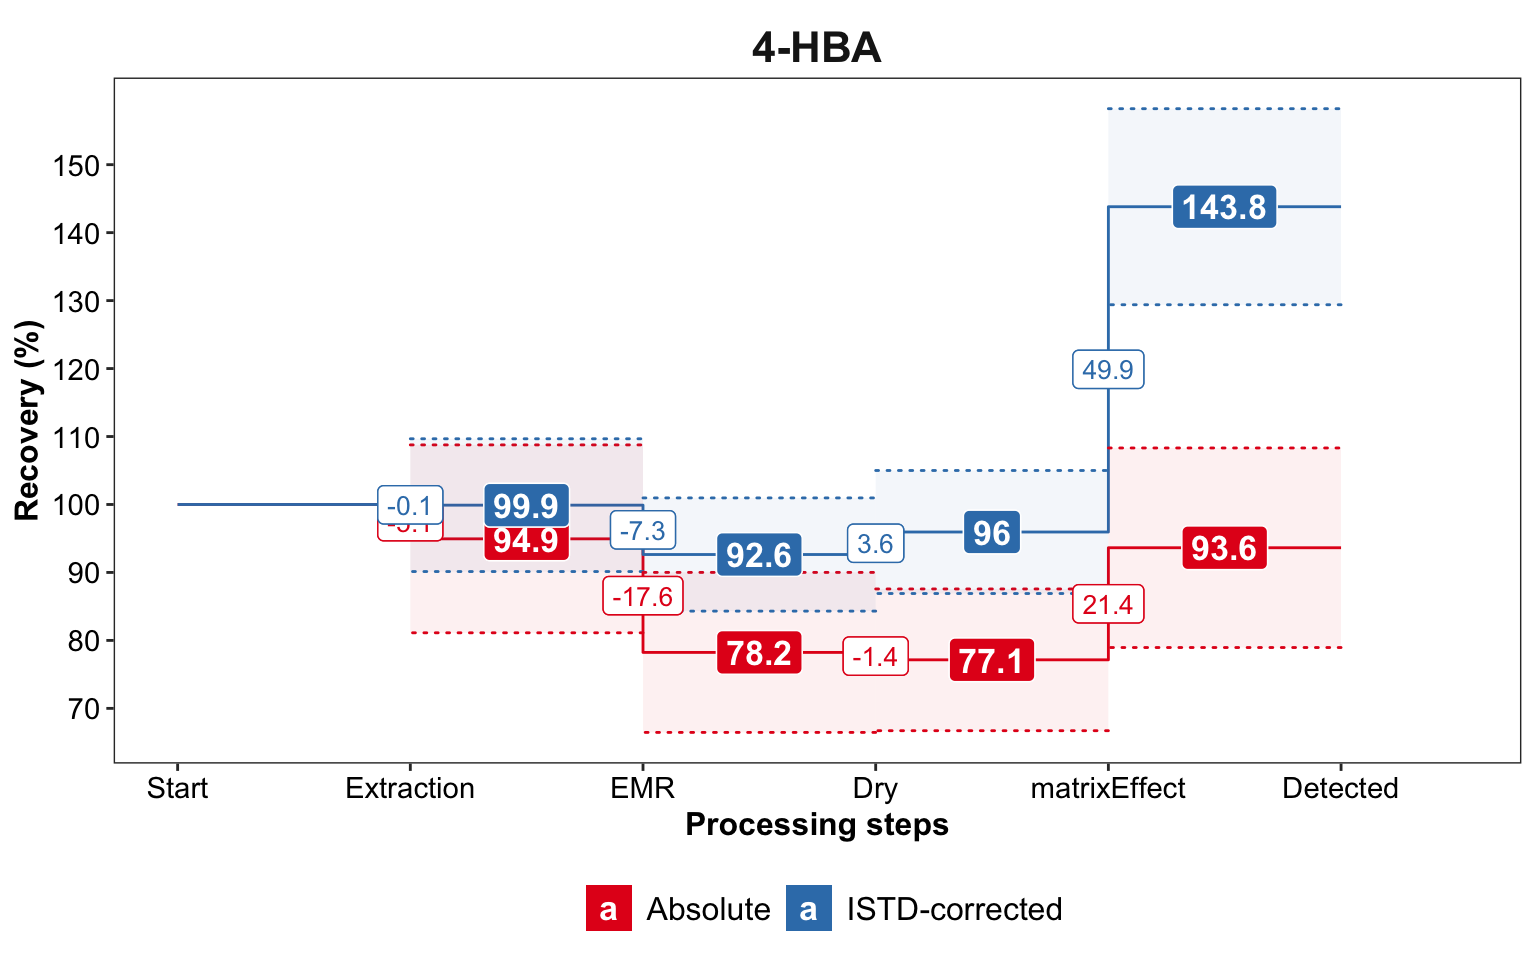 4-HBA
Recovery (%)
150
140
130
120
110
100
90
80
70
143.8
49.9
-0.1
99.9
94.9
-7.3
92.6
3.6
96
93.6
-17.6
21.4
78.2
-1.4
77.1
Start
Extraction
EMR
Dry
matrixEffect
Detected
Processing steps
a Absolute a ISTD-corrected